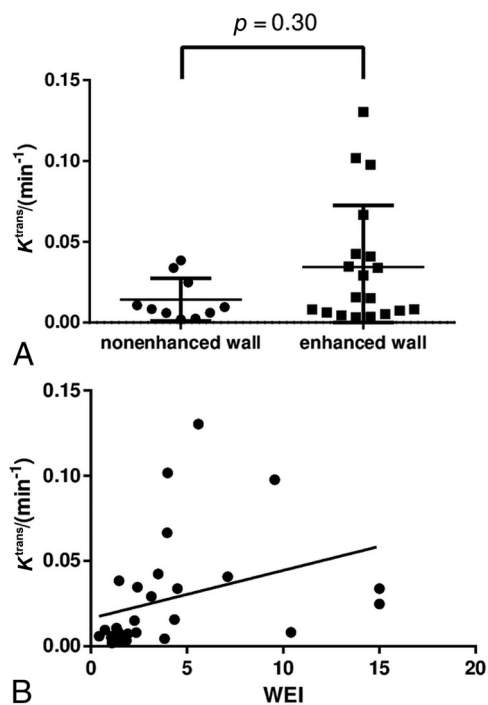 p = 0.30
0.15
0.10
0.05
0.00
Ktrans/(min-1)
nonenhanced wall enhanced wall
A
0.15
0.10
0.05
0.00
Ktrans/(min-1)
0 5 10 15 20
WEI
B